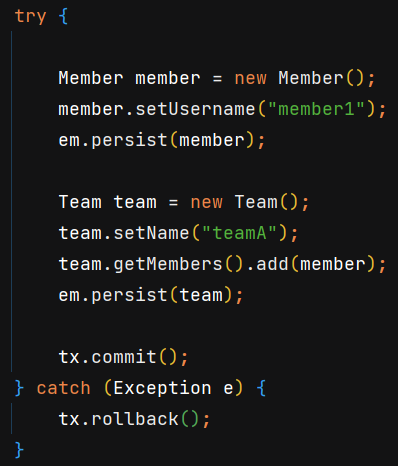 try {
Member member = new Member();
member.setUsername("member1");
em.persist(member);
Team team = new Team();
team.setName("teamA");
team.getMembers().add(member);
em.persist(team);
tx.commit();
} catch (Exception e) {
tx.rollback();
}